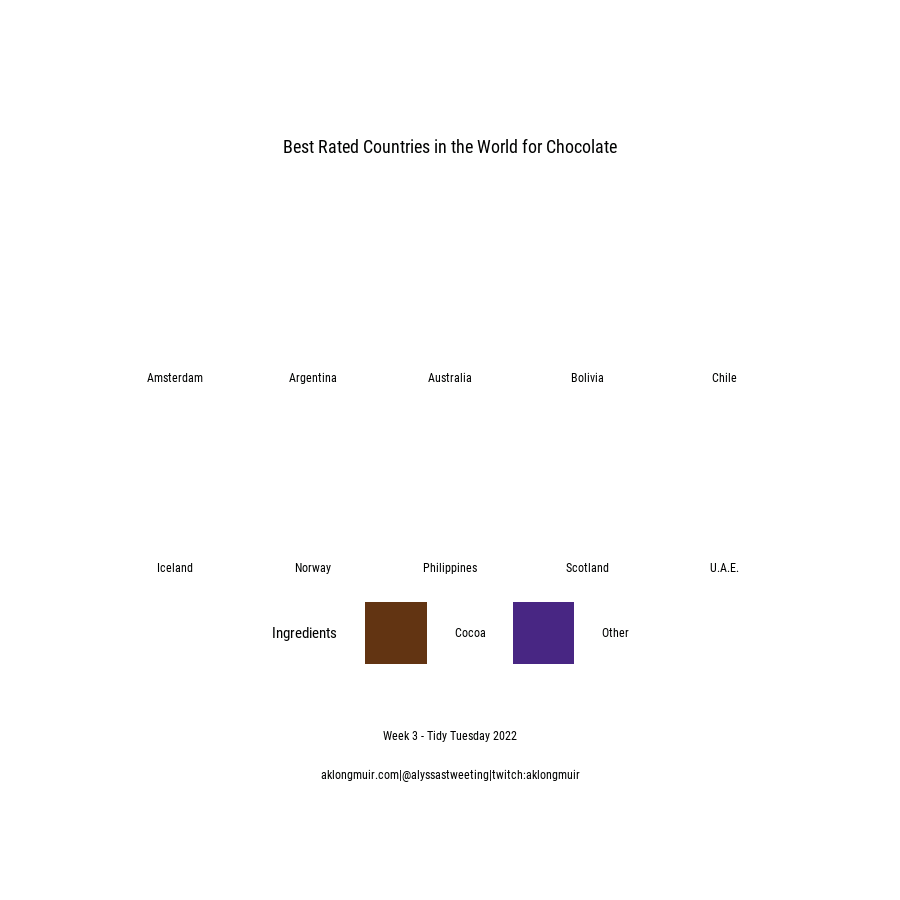 Best Rated Countries in the World for Chocolate
Amsterdam Argentina Australia Bolivia Chile
Iceland Norway Philippines Scotland U.A.E.
Ingredients Cocoa Other
Week 3 - Tidy Tuesday 2022
aklongmuir.com|@alyssastweeting|twitch:aklongmuir